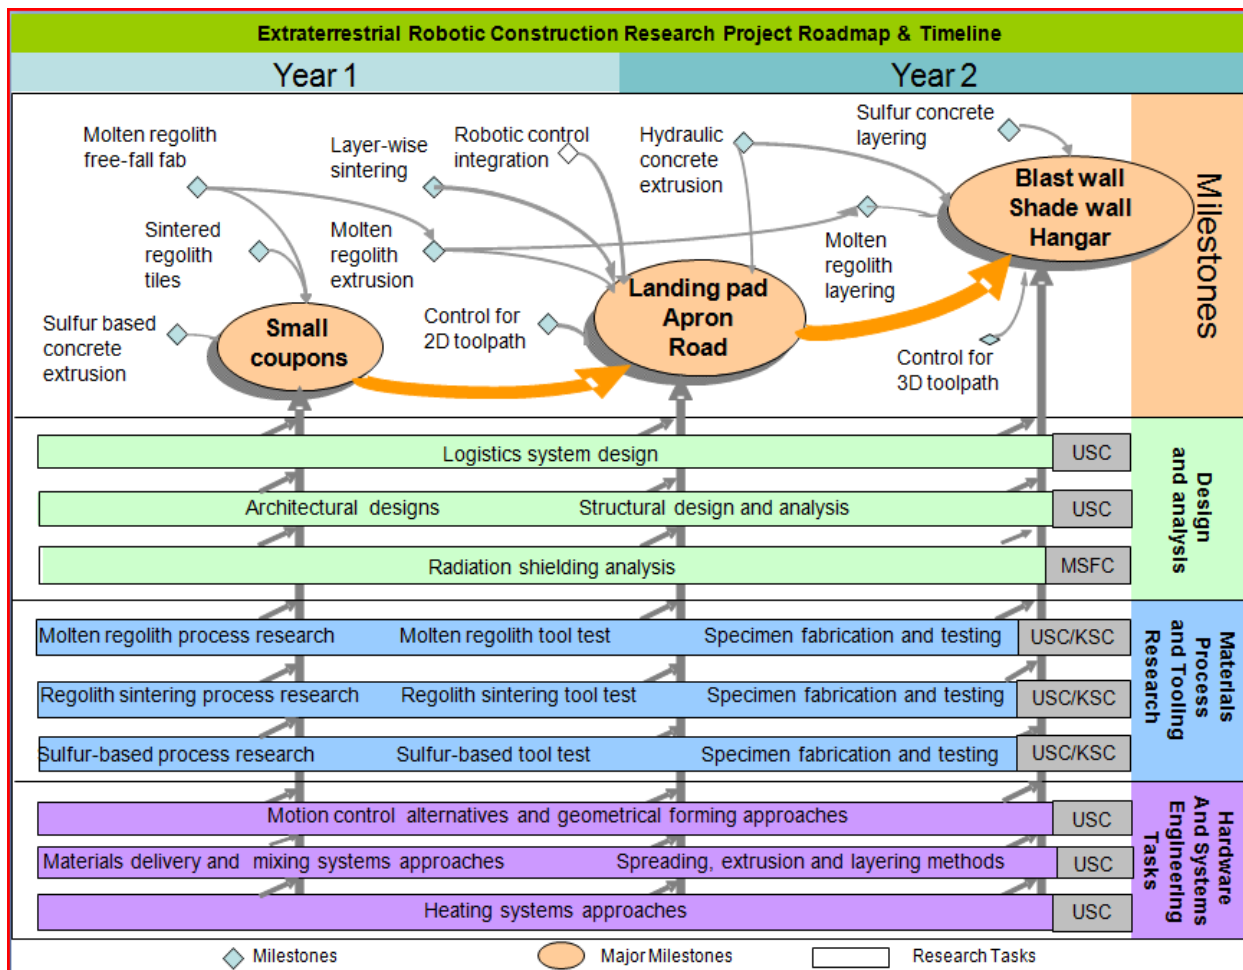 Extraterrestrial Robotic Construction Research Project Roadmap & Timeline
Year 1
Year 2
Molten regolith
free-fall fab
Layer-wise
sintering
Robotic control
integration
Hydraulic
concrete
extrusion
Sulfur concrete
layering
Sintered
regolith
tiles
Molten
regolith
extrusion
Molten
regolith
layering
Blast wall
Shade wall
Hangar
Sulfur based
concrete
extrusion
Small
coupons
Control for
2D toolpath
Landing pad
Apron
Road
Control for
3D toolpath
Milestones
Logistics system design
USC
Architectural designs
Structural design and analysis
USC
Radiation shielding analysis
MSFC
Design
and analysis
Molten regolith process research
Molten regolith tool test
Specimen fabrication and testing
USC/KSC
Regolith sintering process research
Regolith sintering tool test
Specimen fabrication and testing
USC/KSC
Sulfur-based process research
Sulfur-based tool test
Specimen fabrication and testing
USC/KSC
Materials
Process
and Tooling
Research
Motion control alternatives and geometrical forming approaches
USC
Materials delivery and mixing systems approaches
Spreading, extrusion and layering methods
USC
Heating systems approaches
USC
Hardware
And Systems
Engineering
Tasks
Milestones
Major Milestones
Research Tasks